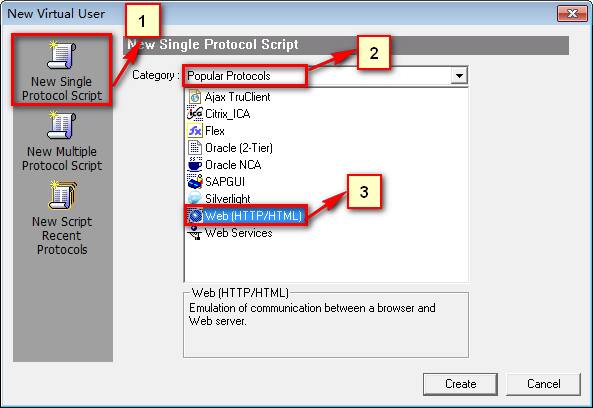 New Virtual User
1
New Single Protocol Script
2
New Single
Protocol Script
Category :
Popular Protocols
Ajax TruClient
Citrix_ICA
Flex
New Multiple
Protocol Script
Oracle (2-Tier)
Oracle NCA
SAPGUI
Silverlight
3
Web (HTTP/HTML)
Web Services
New Script
Recent
Protocols
Web (HTTP/HTML)
Emulation of communication between a browser and
Web server.
Create
Cancel